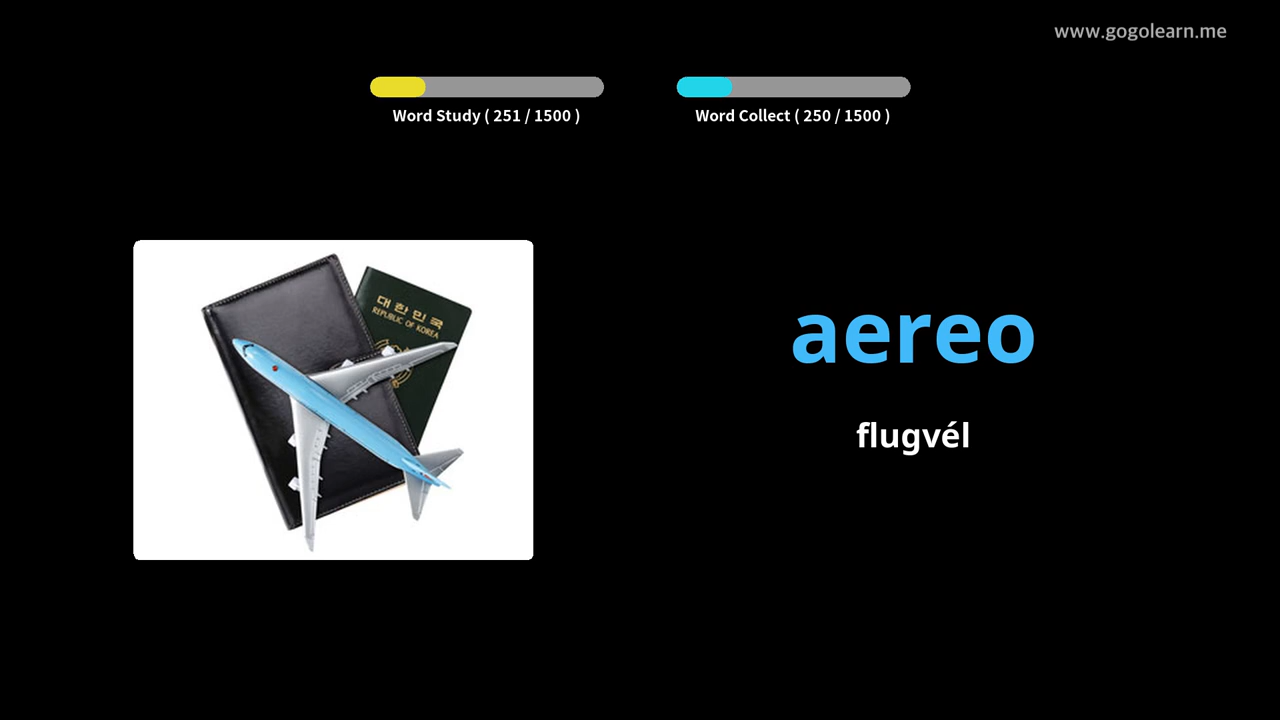 www.gogolearn.me
Word Study ( 251 / 1500 )
Word Collect ( 250 / 1500 )
대한민국
REPUBLIC OF KOREA
aereo
flugvél